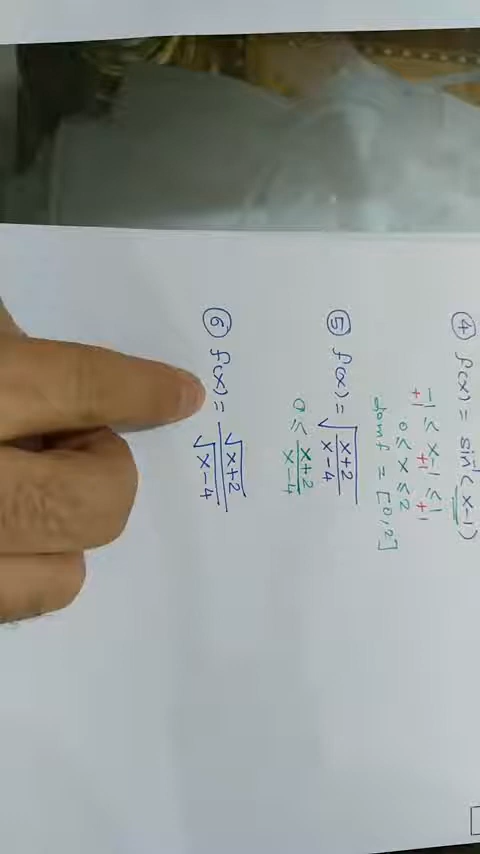 ④ f(x) = sin⁻¹(x-1)
-1 ≤ x-1 ≤ 1
+1 +1 +1
0 ≤ x ≤ 2
domf = [0,2]
⑤ f(x) = √((x+2)/(x-4))
0 ≤ (x+2)/(x-4)
⑥ f(x) = √(x+2)/√(x-4)